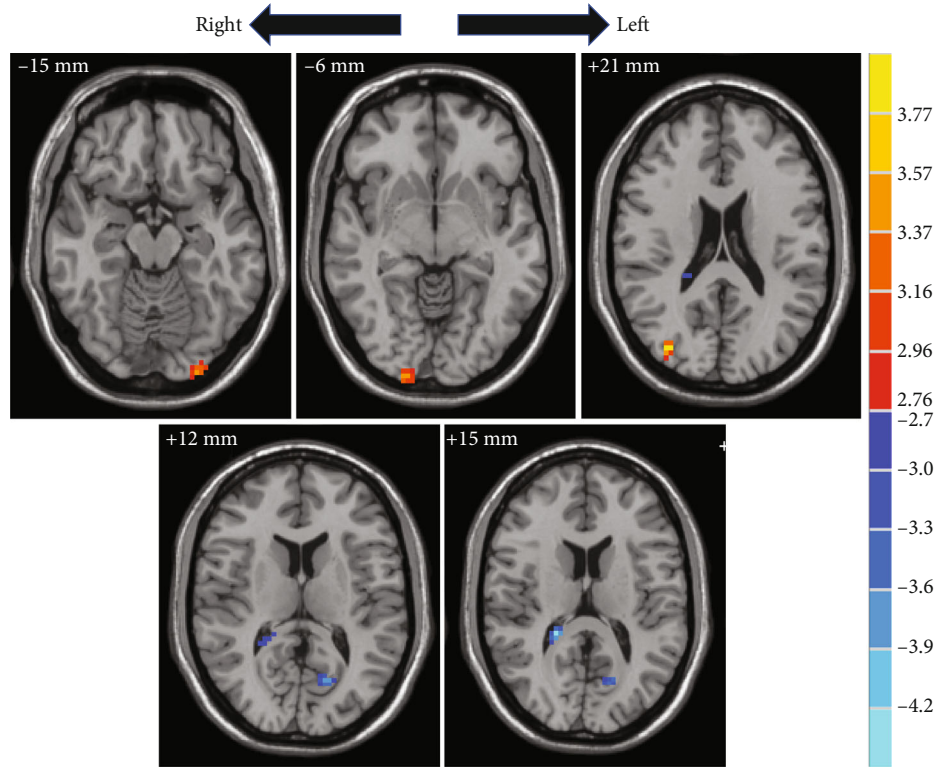 Right
Left
–15 mm
–6 mm
+21 mm
3.77
3.57
3.37
3.16
2.96
2.76
–2.7
–3.0
–3.3
–3.6
–3.9
–4.2
+12 mm
+15 mm
+